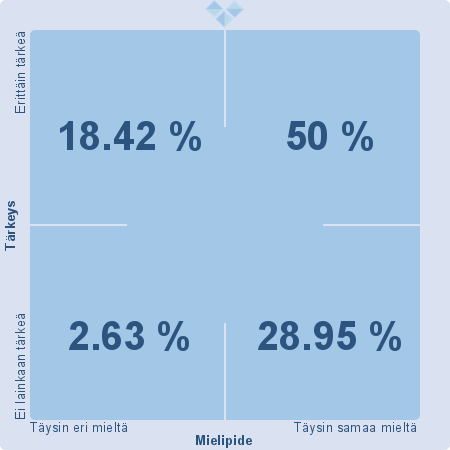 Erittäin tärkeä
18.42 %
50 %
Tärkeys
2.63 %
28.95 %
Ei lainkaan tärkeä
Täysin eri mieltä
Täysin samaa mieltä
Mielipide